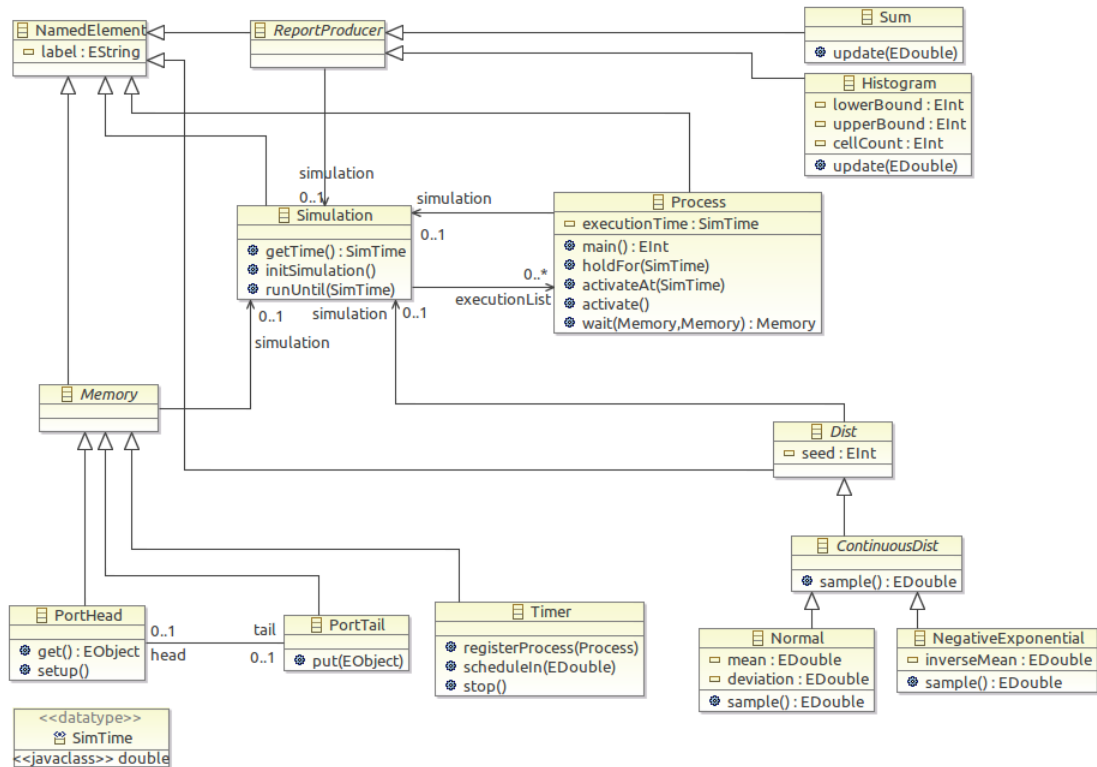 NamedElement
label : EString
ReportProducer
Sum
update(EDouble)
Histogram
lowerBound : EInt
upperBound : EInt
cellCount : EInt
update(EDouble)
simulation
0..1
Simulation
getTime() : SimTime
initSimulation()
runUntil(SimTime)
simulation
0..1
0..*
executionList
Process
executionTime : SimTime
main() : EInt
holdFor(SimTime)
activateAt(SimTime)
activate()
wait(Memory,Memory) : Memory
0..1
simulation
simulation
0..1
Memory
Dist
seed : EInt
ContinuousDist
sample() : EDouble
PortHead
get() : EObject
setup()
0..1
head
tail
0..1
PortTail
put(EObject)
Timer
registerProcess(Process)
scheduleIn(EDouble)
stop()
Normal
mean : EDouble
deviation : EDouble
sample() : EDouble
NegativeExponential
inverseMean : EDouble
sample() : EDouble
<<datatype>>
SimTime
<<javaclass>> double